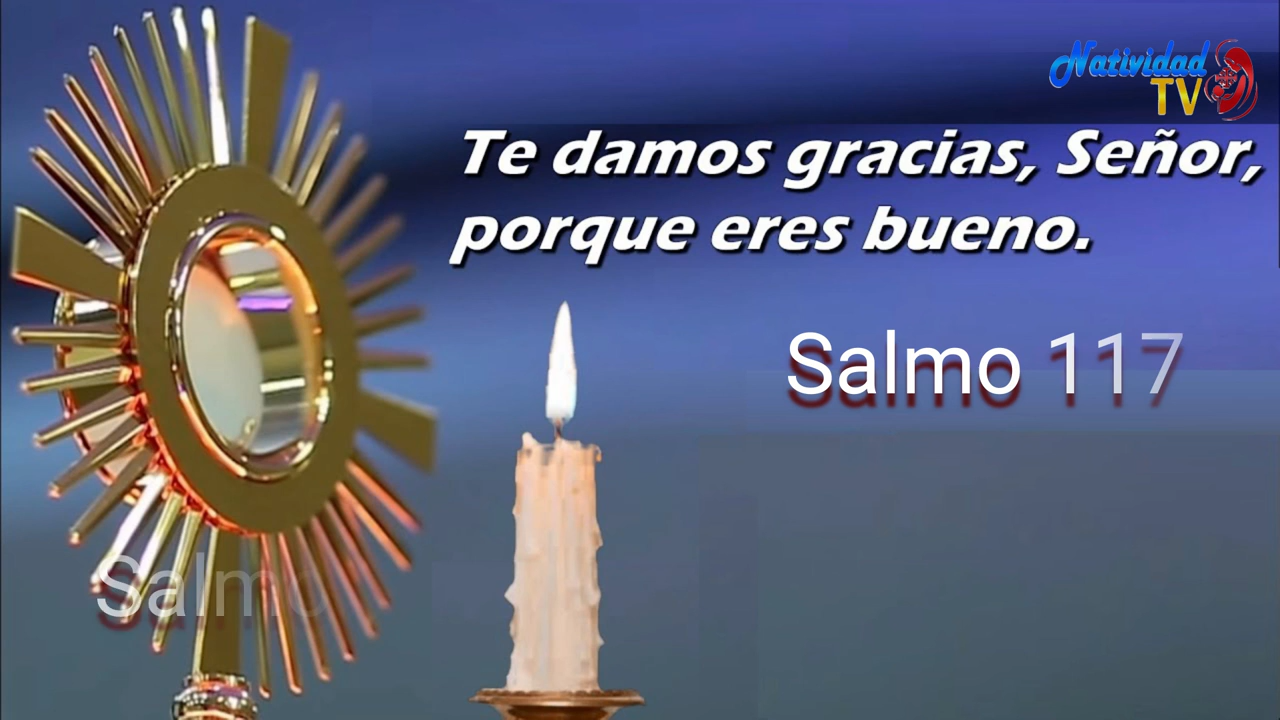 Natividad
TV
Te damos gracias, Señor,
porque eres bueno.
Salmo 117
Salmo